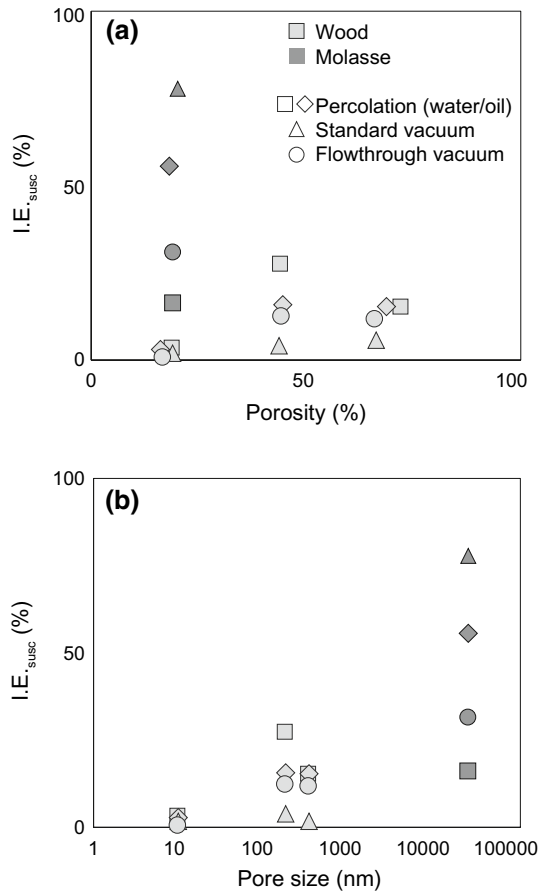 100
(a)
Wood
Molasse
Percolation (water/oil)
Standard vacuum
Flowthrough vacuum
50
I.E.susc (%)
0
0
50
100
Porosity (%)
100
(b)
50
I.E.susc (%)
0
1
10
100
1000
10000
100000
Pore size (nm)